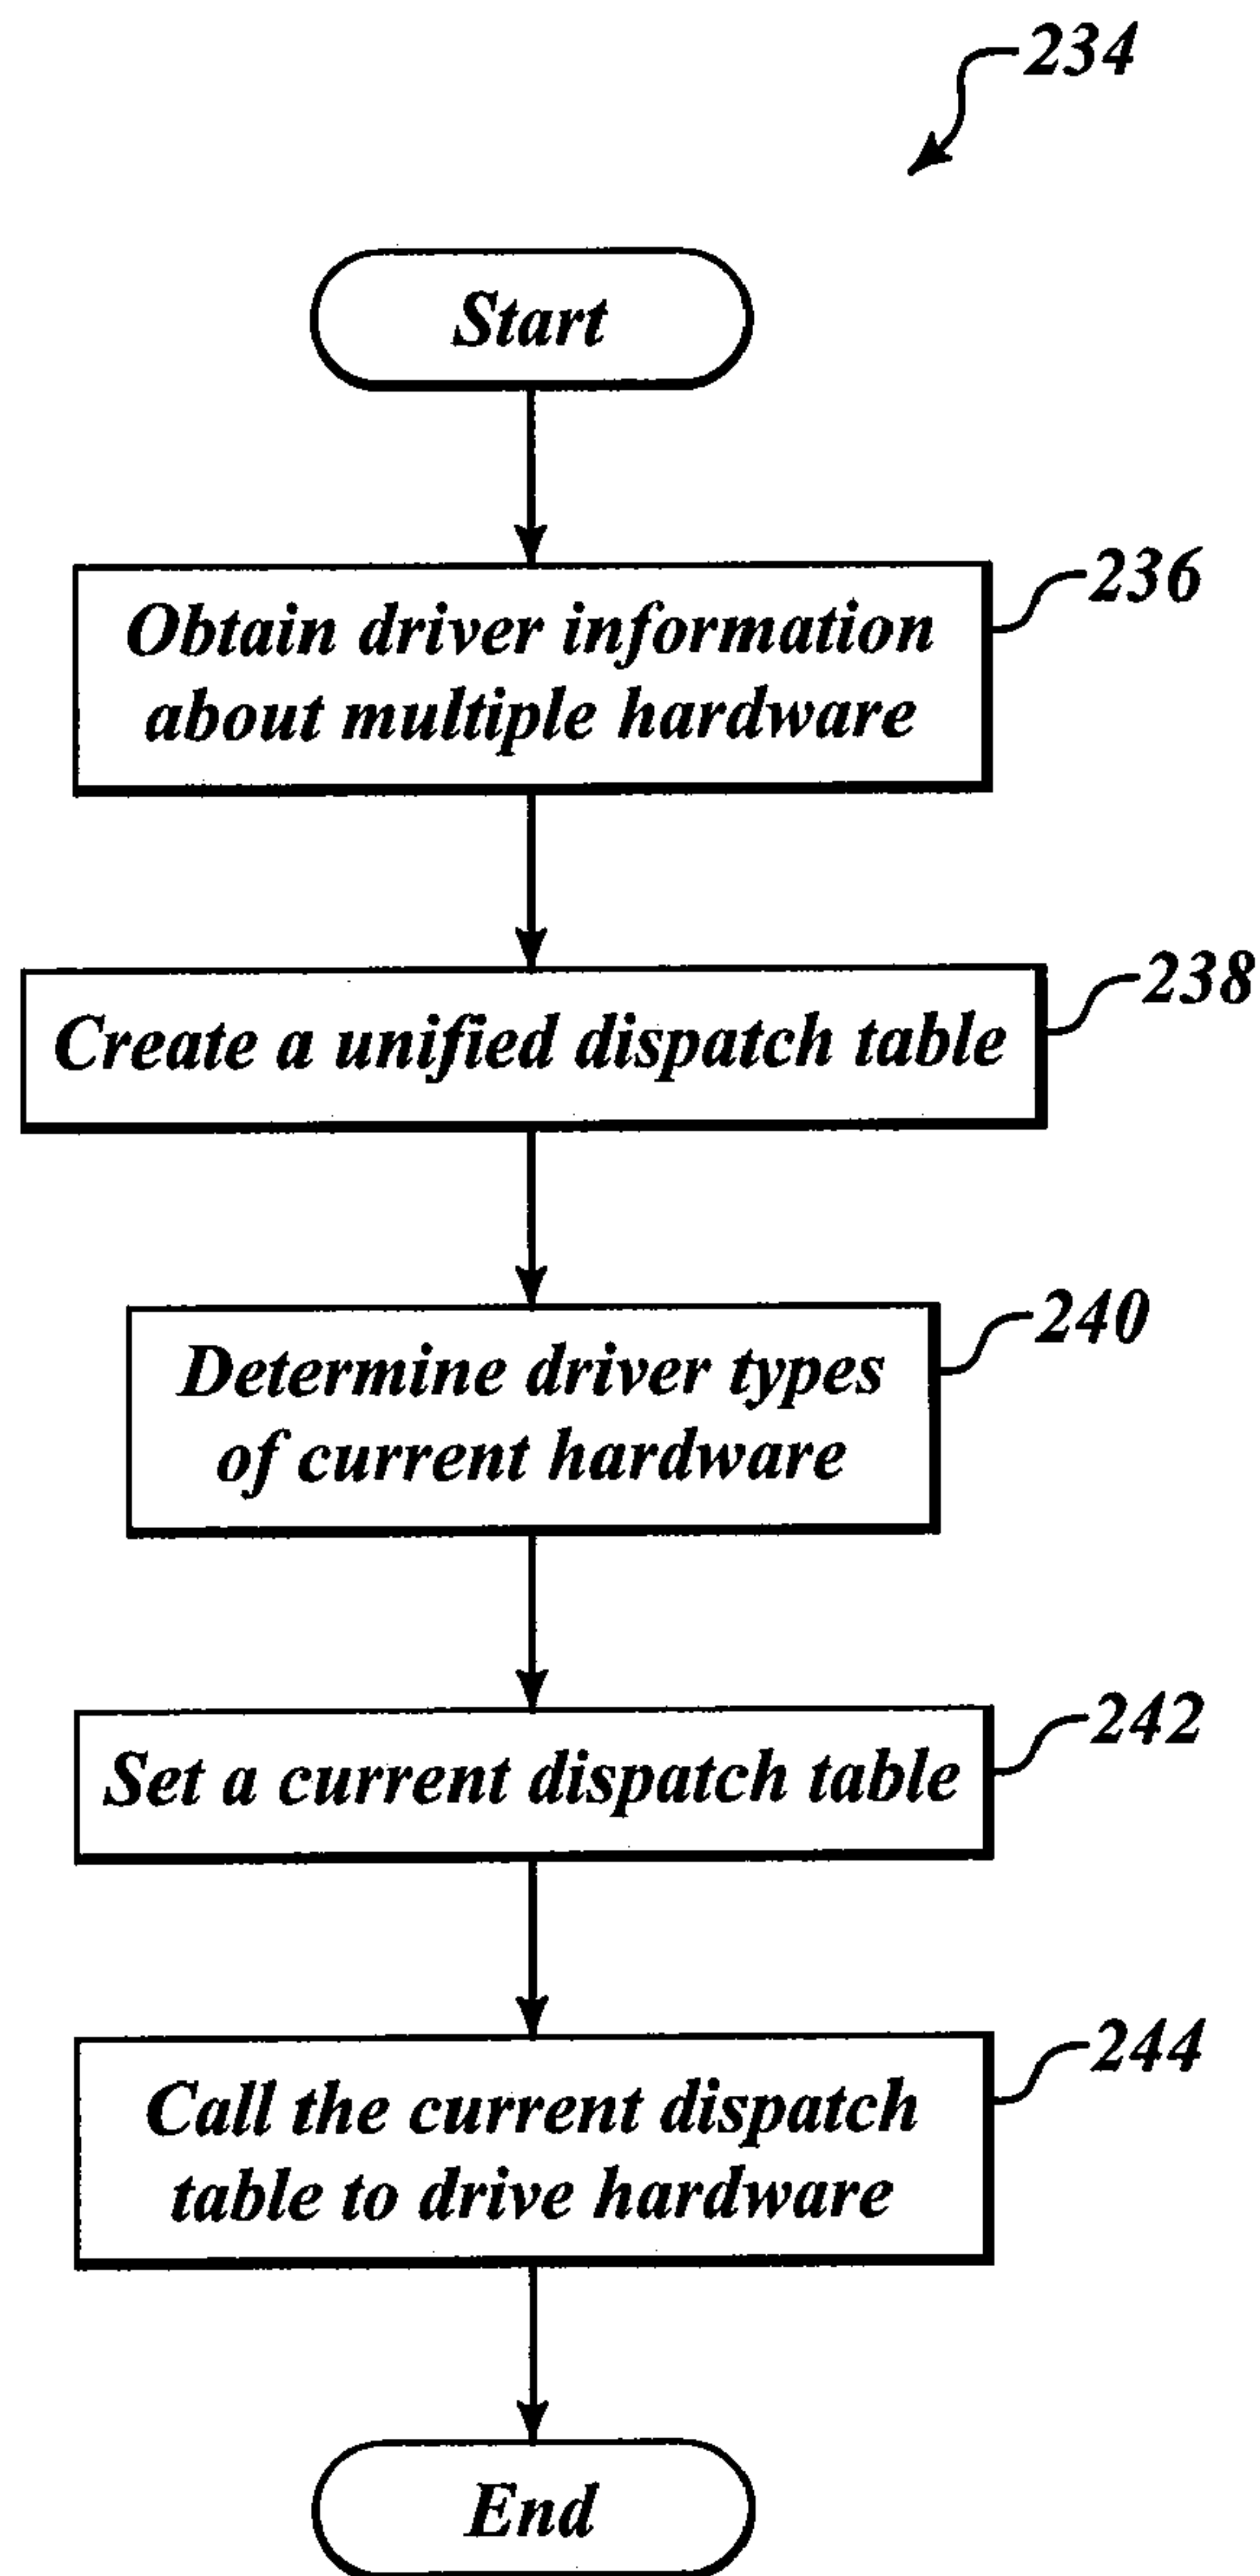 234
Start
Obtain driver information
about multiple hardware
236
Create a unified dispatch table
238
Determine driver types
of current hardware
240
Set a current dispatch table
242
Call the current dispatch
table to drive hardware
244
End